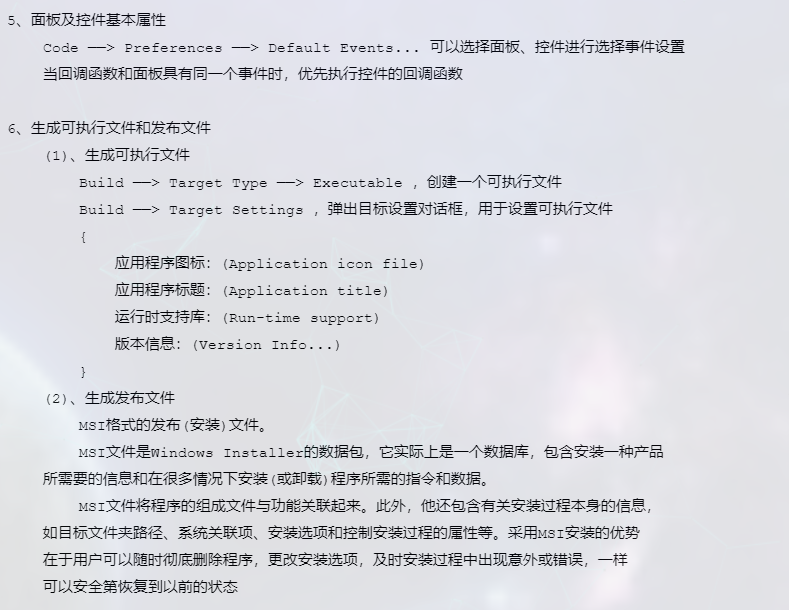 5、面板及控件基本属性
Code ——> Preferences ——> Default Events... 可以选择面板、控件进行选择事件设置
当回调函数和面板具有同一个事件时，优先执行控件的回调函数
6、生成可执行文件和发布文件
(1)、生成可执行文件
Build ——> Target Type ——> Executable ，创建一个可执行文件
Build ——> Target Settings ，弹出目标设置对话框，用于设置可执行文件
{
应用程序图标：(Application icon file)
应用程序标题：(Application title)
运行时支持库：(Run-time support)
版本信息：(Version Info...)
}
(2)、生成发布文件
MSI格式的发布(安装)文件。
MSI文件是Windows Installer的数据包，它实际上是一个数据库，包含安装一种产品
所需要的信息和在很多情况下安装(或卸载)程序所需的指令和数据。
MSI文件将程序的组成文件与功能关联起来。此外，他还包含有关安装过程本身的信息，
如目标文件夹路径、系统关联项、安装选项和控制安装过程的属性等。采用MSI安装的优势
在于用户可以随时彻底删除程序，更改安装选项，及时安装过程中出现意外或错误，一样
可以安全第恢复到以前的状态